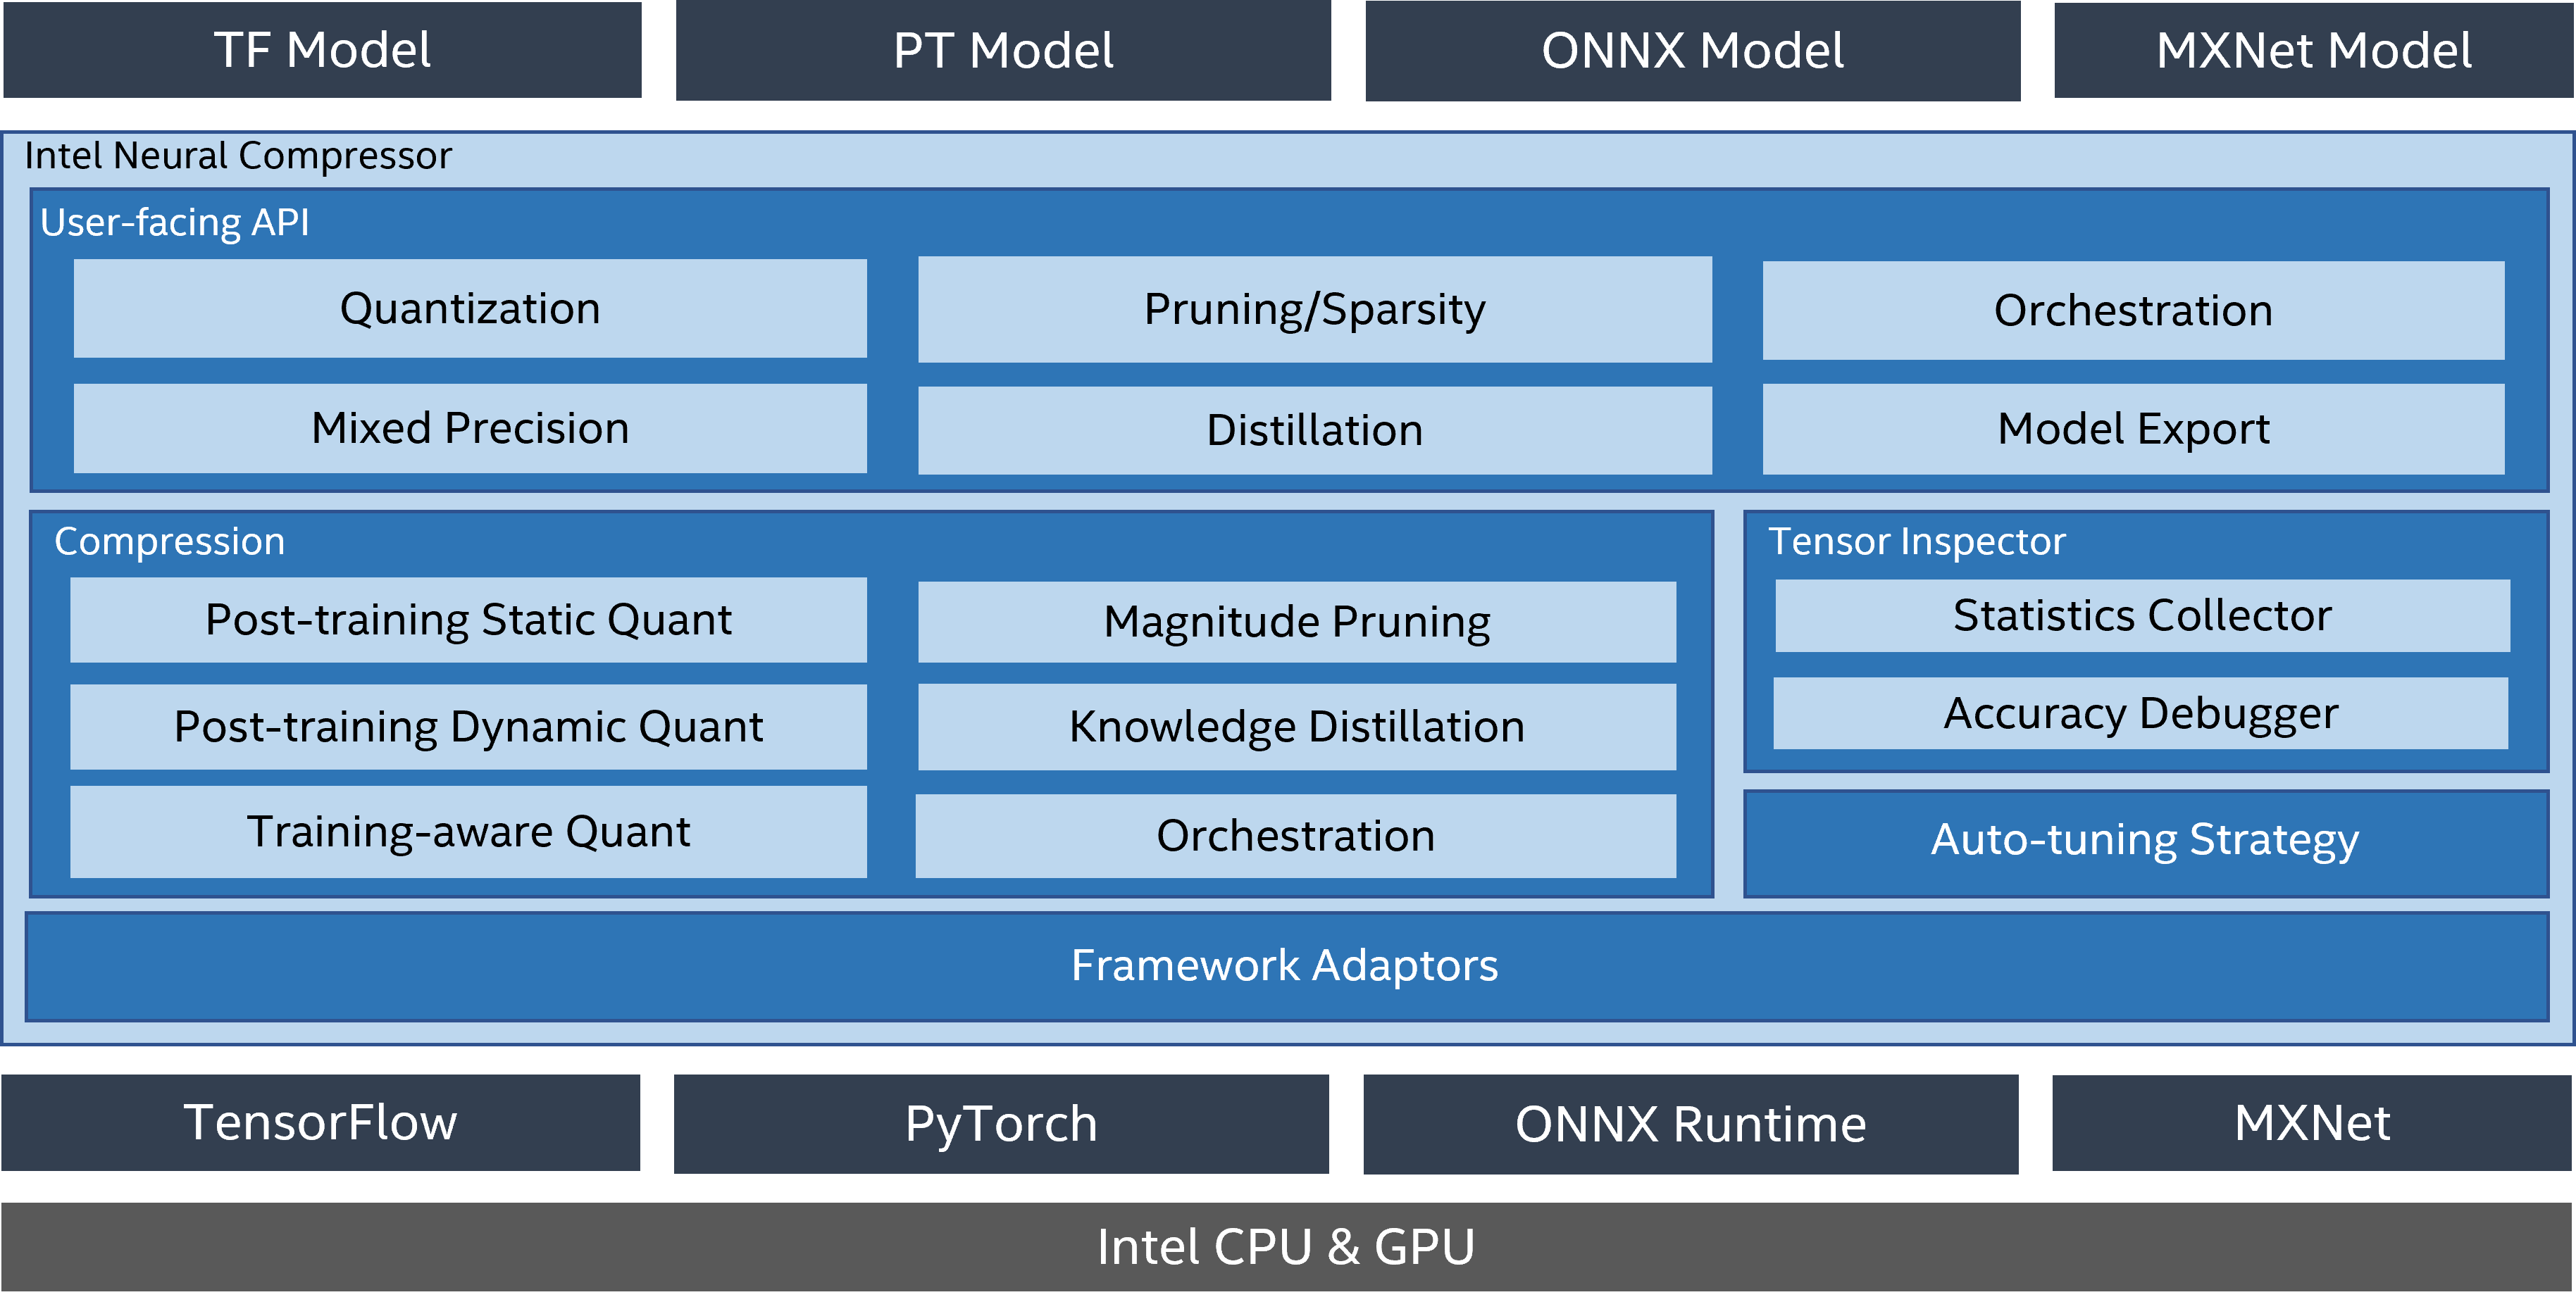 TF Model
PT Model
ONNX Model
MXNet Model
Intel Neural Compressor
User-facing API
Quantization
Pruning/Sparsity
Orchestration
Mixed Precision
Distillation
Model Export
Compression
Post-training Static Quant
Magnitude Pruning
Post-training Dynamic Quant
Knowledge Distillation
Training-aware Quant
Orchestration
Tensor Inspector
Statistics Collector
Accuracy Debugger
Auto-tuning Strategy
Framework Adaptors
TensorFlow
PyTorch
ONNX Runtime
MXNet
Intel CPU & GPU